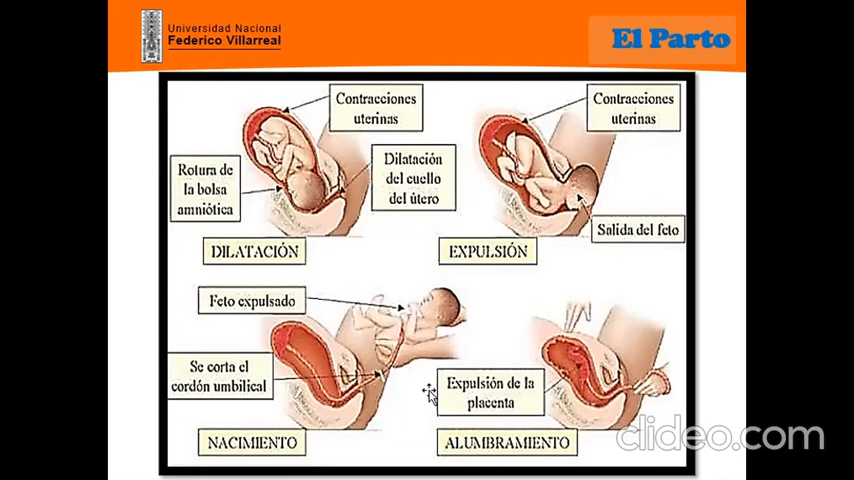 Universidad Nacional
Federico Villarreal
El Parto
Contracciones
uterinas
Rotura de
la bolsa
amniótica
Dilatación
del cuello
del útero
DILATACIÓN
Contracciones
uterinas
Salida del feto
EXPULSIÓN
Feto expulsado
Se corta el
cordón umbilical
NACIMIENTO
Expulsión de la
placenta
ALUMBRAMIENTO
clideo.com